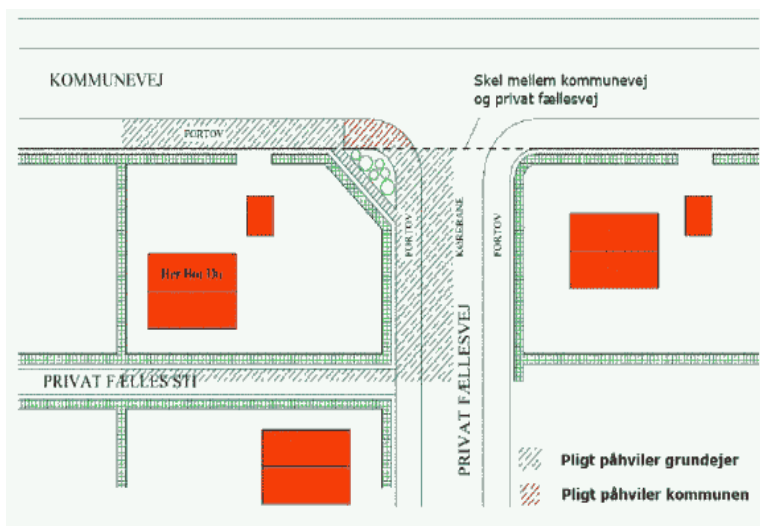 KOMMUNEVEJ
Skel mellem kommunevej
og privat fællesvej
FORTOV
FORTOV
KØREBANE
FORTOV
Her Bor Du
PRIVAT FÆLLESVEJ
PRIVAT FÆLLES STI
Pligt påhviler grundejer
Pligt påhviler kommunen